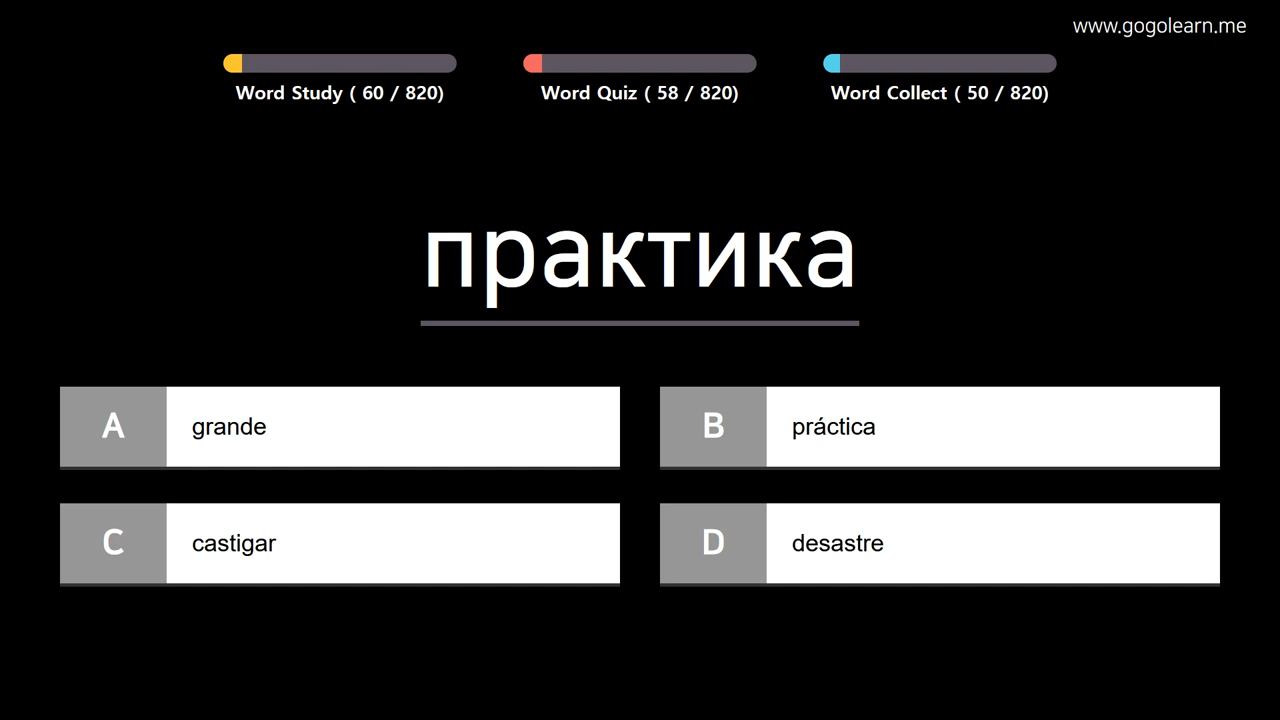 www.gogolearn.me
Word Study ( 60 / 820)
Word Quiz ( 58 / 820)
Word Collect ( 50 / 820)
практика
A grande
B práctica
C castigar
D desastre